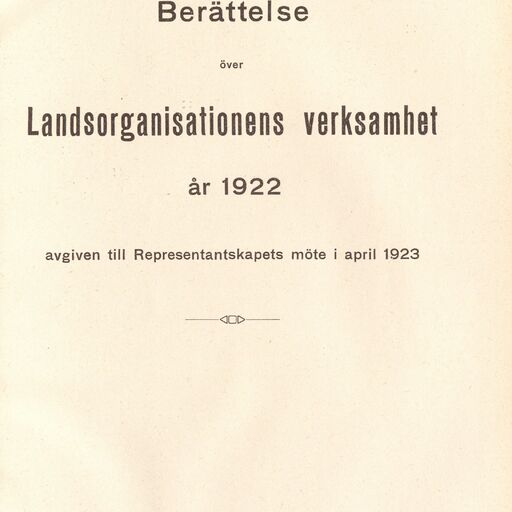 Berättelse
över
Landsorganisationens verksamhet
år 1922
avgiven till Representantskapets möte i april 1923